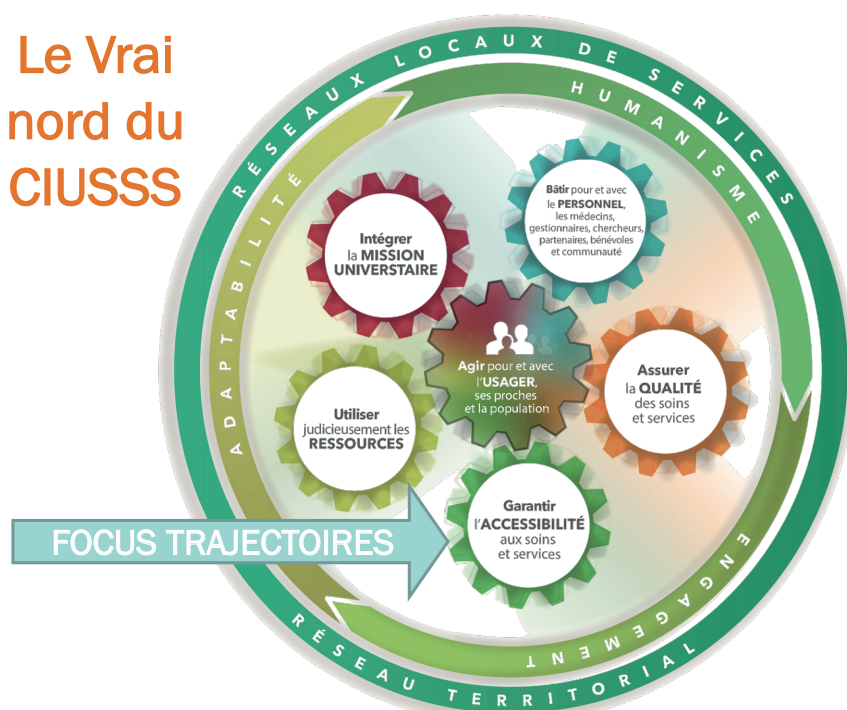 Le Vrai
nord du
CIUSSS
RÉSEAUX LOCAUX DE SERVICES
HUMANISME
ADAPTABILITÉ
Intégrer
la MISSION
UNIVERSTAIRE
Bâtir pour et avec
le PERSONNEL,
les médecins,
gestionnaires, chercheurs,
partenaires, bénévoles
et communauté
Agir pour et avec
l'USAGER,
ses proches
et la population
Assurer
la QUALITÉ
des soins
et services
Utiliser
judicieusement les
RESSOURCES
Garantir
l'ACCESSIBILITÉ
aux soins
et services
FOCUS TRAJECTOIRES
ENGAGEMENT
RÉSEAU TERRITORIAL